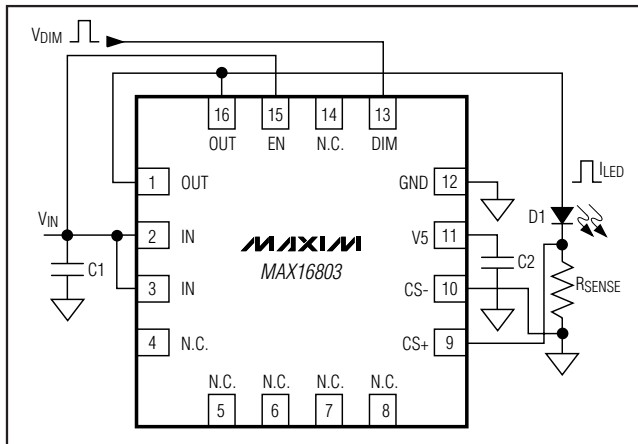 VDIM
16 15 14 13
OUT EN N.C. DIM
1 OUT
GND 12
ILED
VIN
2 IN
MAXIM
V5 11
D1
MAX16803
C1
3 IN
CS- 10
C2
RSENSE
4 N.C.
CS+ 9
N.C. N.C. N.C. N.C.
5 6 7 8